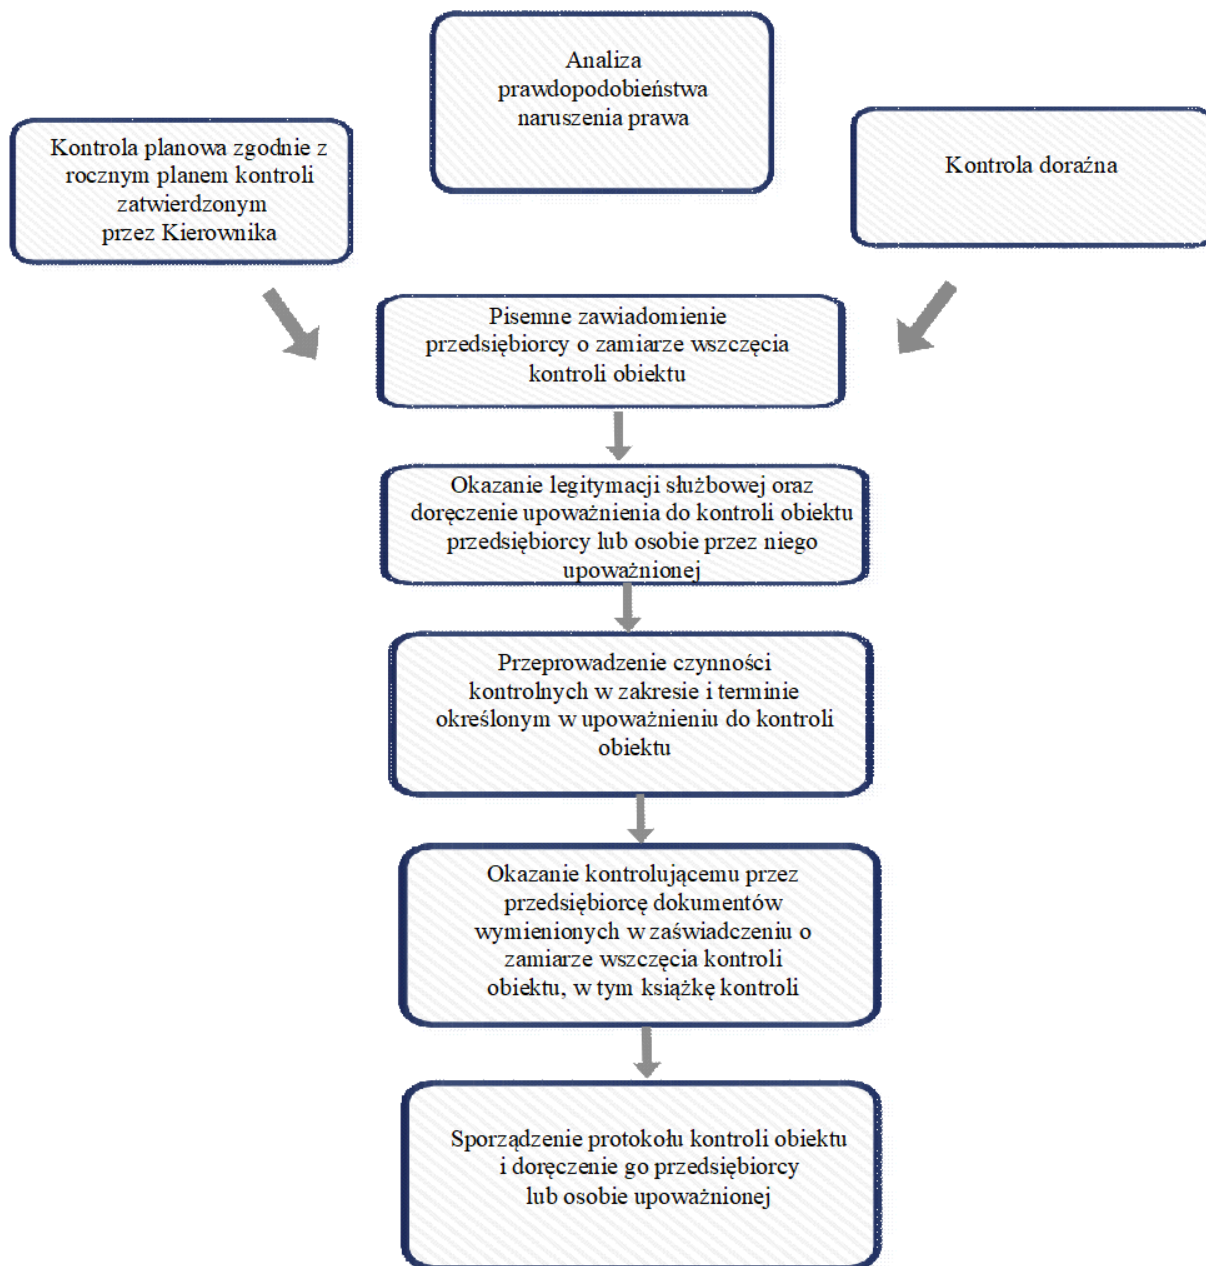 Analiza
prawdopodobieństwa
naruszenia prawa
Kontrola planowa zgodnie z
rocznym planem kontroli
zatwierdzonym
przez Kierownika
Kontrola doraźna
Pisemne zawiadomienie
przedsiębiorcy o zamiarze wszczęcia
kontroli obiektu
Okazanie legitymacji służbowej oraz
doręczenie upoważnienia do kontroli obiektu
przedsiębiorcy lub osobie przez niego
upoważnionej
Przeprowadzenie czynności
kontrolnych w zakresie i terminie
określonym w upoważnieniu do kontroli
obiektu
Okazanie kontrolującemu przez
przedsiębiorcę dokumentów
wymienionych w zaświadczeniu o
zamiarze wszczęcia kontroli
obiektu, w tym książkę kontroli
Sporządzenie protokołu kontroli obiektu
i doręczenie go przedsiębiorcy
lub osobie upoważnionej